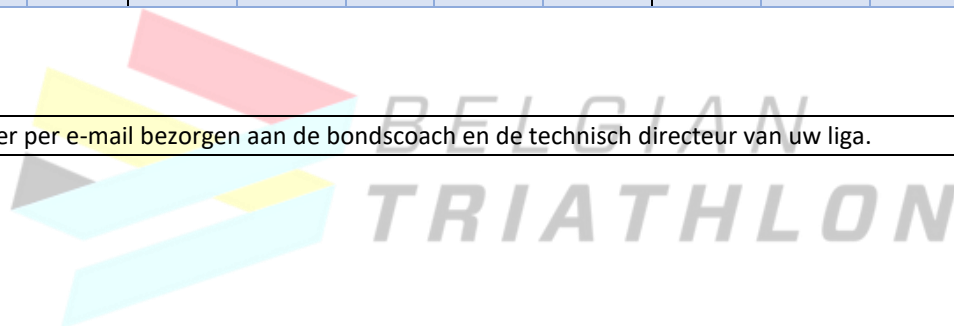 BELGIAN
er per e-mail bezorgen aan de bondscoach en de technisch directeur van uw liga.
TRIATHLON